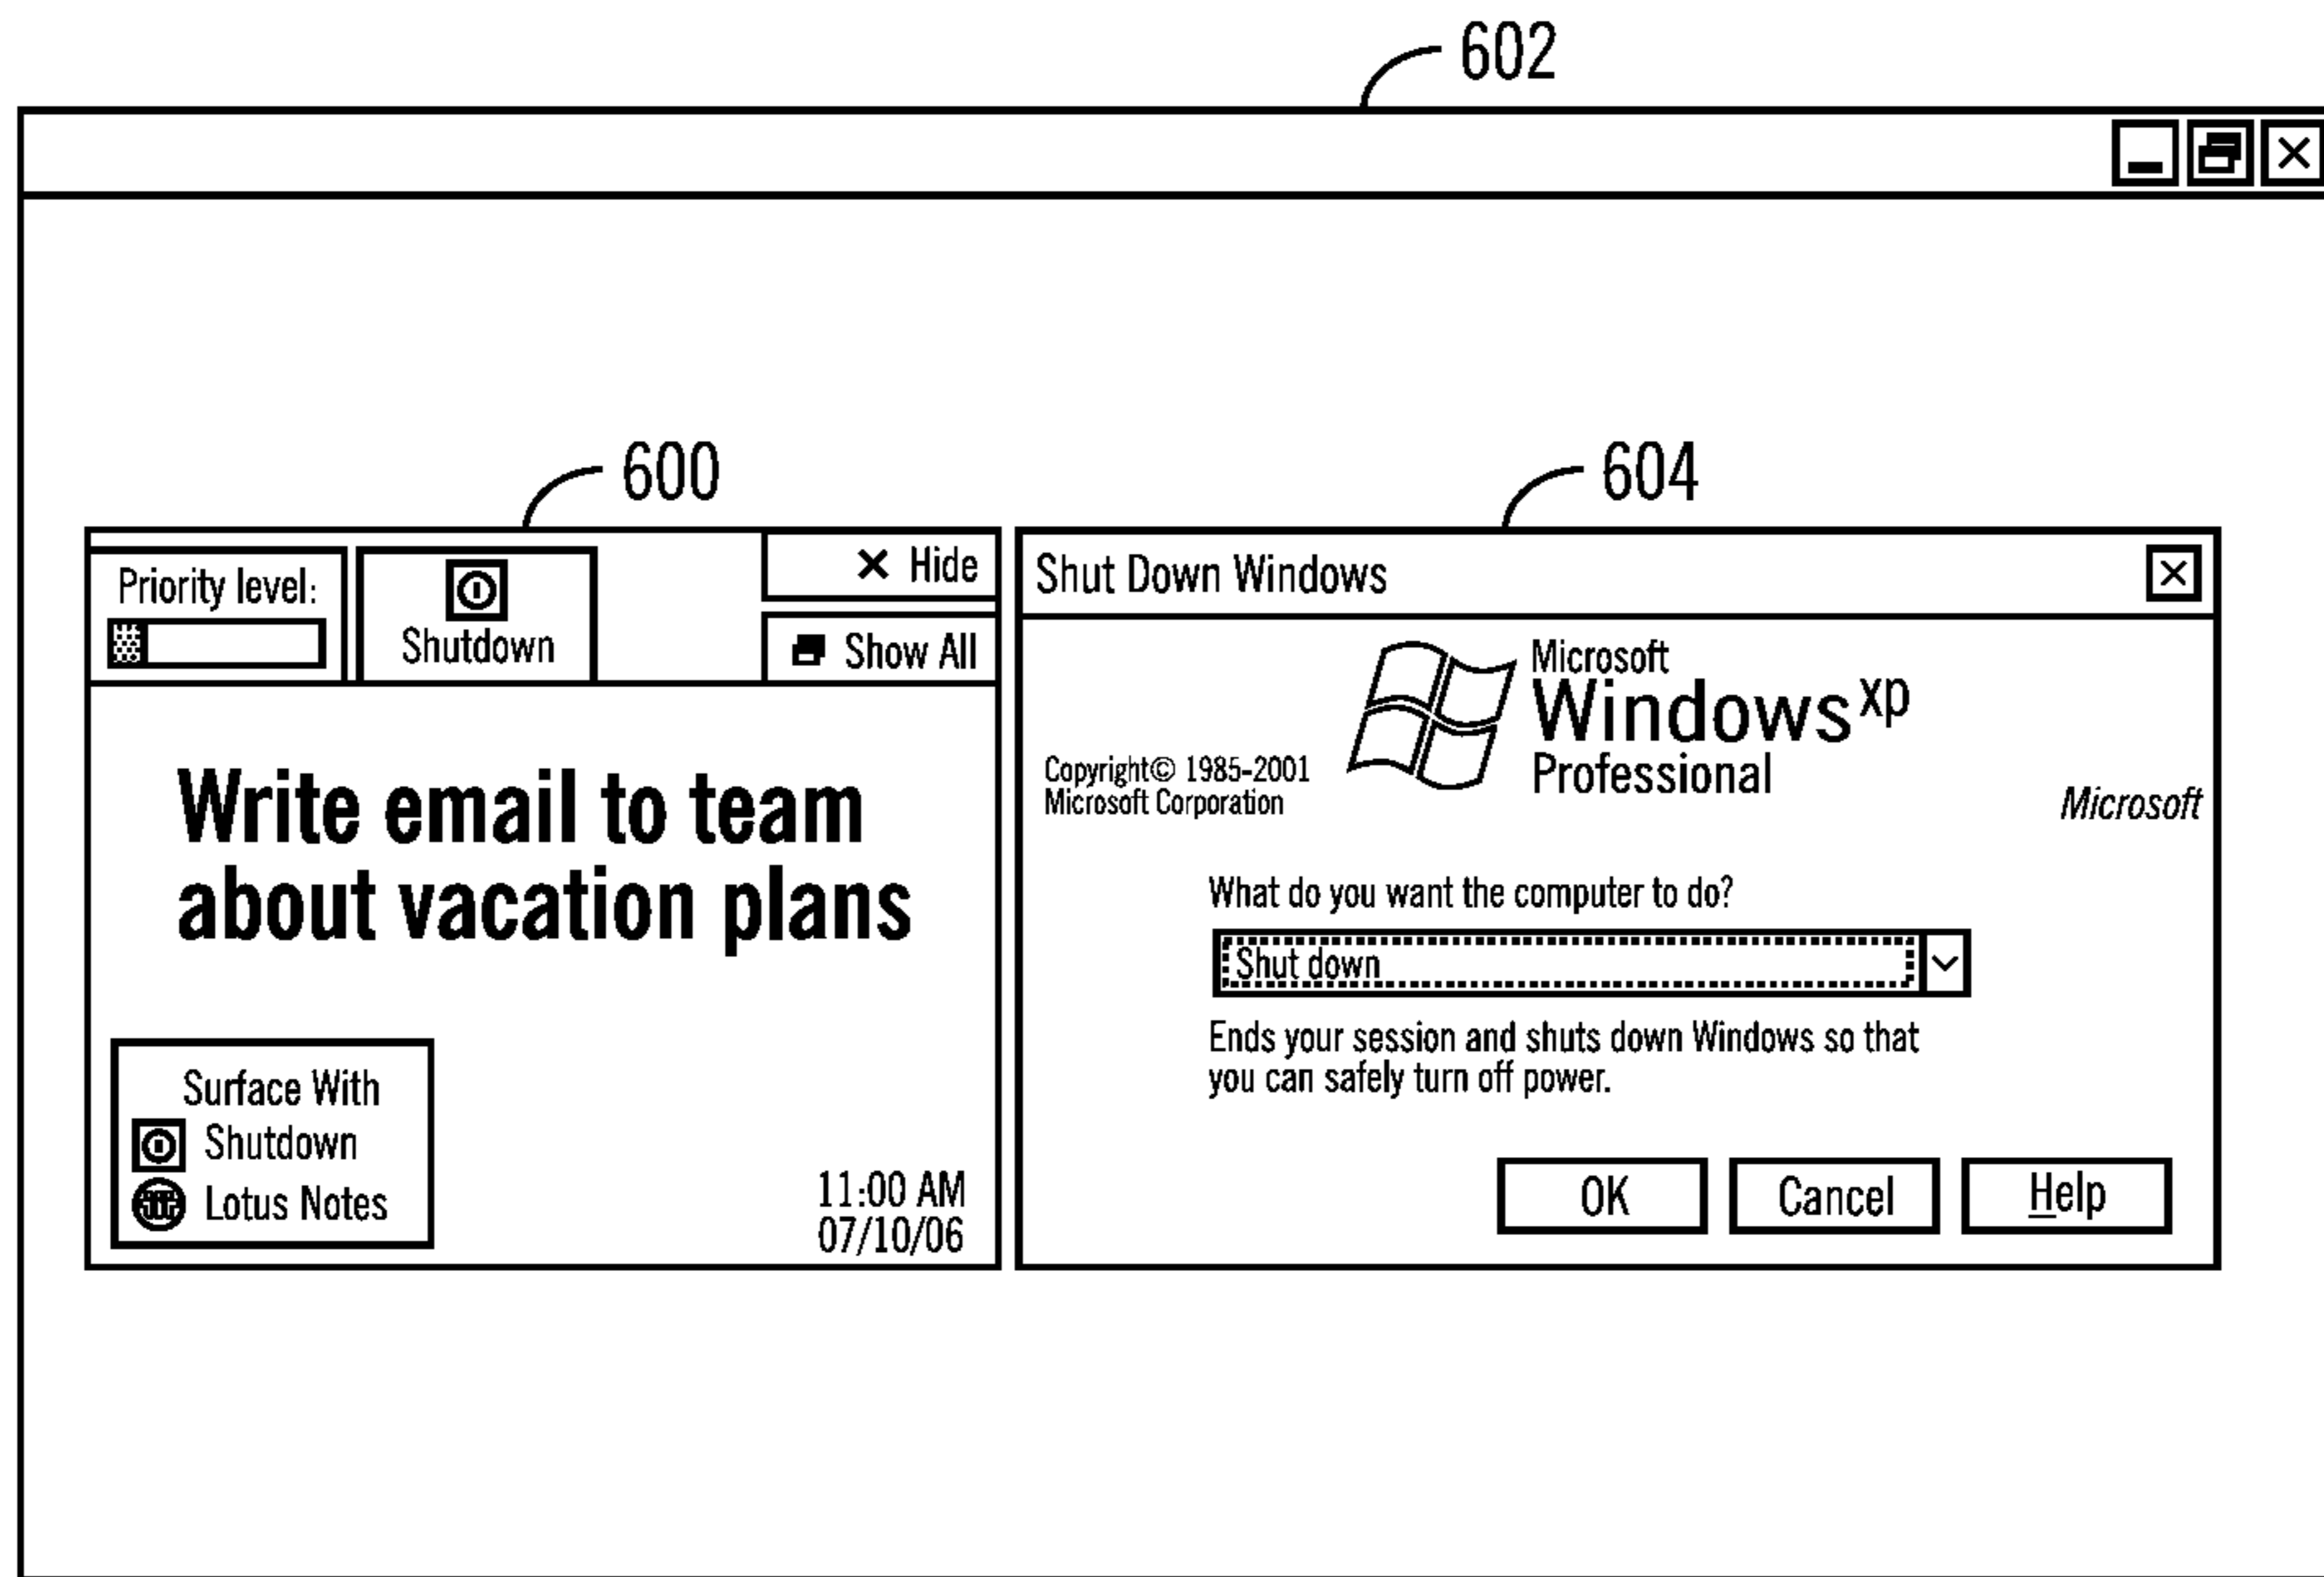 602
600
604
Priority level:
Shutdown
× Hide
Show All
Write email to team
about vacation plans
Surface With
Shutdown
Lotus Notes
11:00 AM
07/10/06
Shut Down Windows
Microsoft
Windows xp
Professional
Copyright© 1985-2001
Microsoft Corporation
Microsoft
What do you want the computer to do?
Shut down
Ends your session and shuts down Windows so that
you can safely turn off power.
OK
Cancel
Help